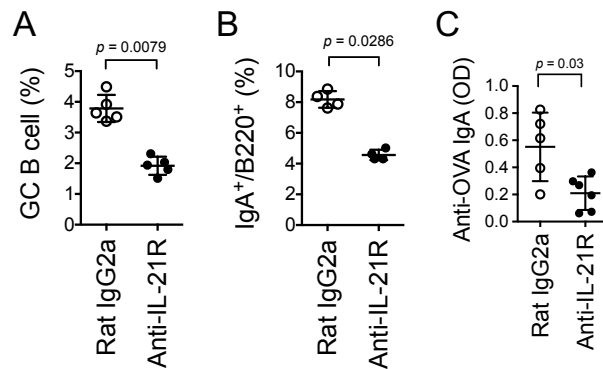 A
GC B cell (%)
p = 0.0079
5
4
3
2
1
0
Rat IgG2a
Anti-IL-21R
B
IgA⁺/B220⁺ (%)
p = 0.0286
10
8
6
4
2
0
Rat IgG2a
Anti-IL-21R
C
Anti-OVA IgA (OD)
p = 0.03
1.0
0.8
0.6
0.4
0.2
0.0
Rat IgG2a
Anti-IL-21R